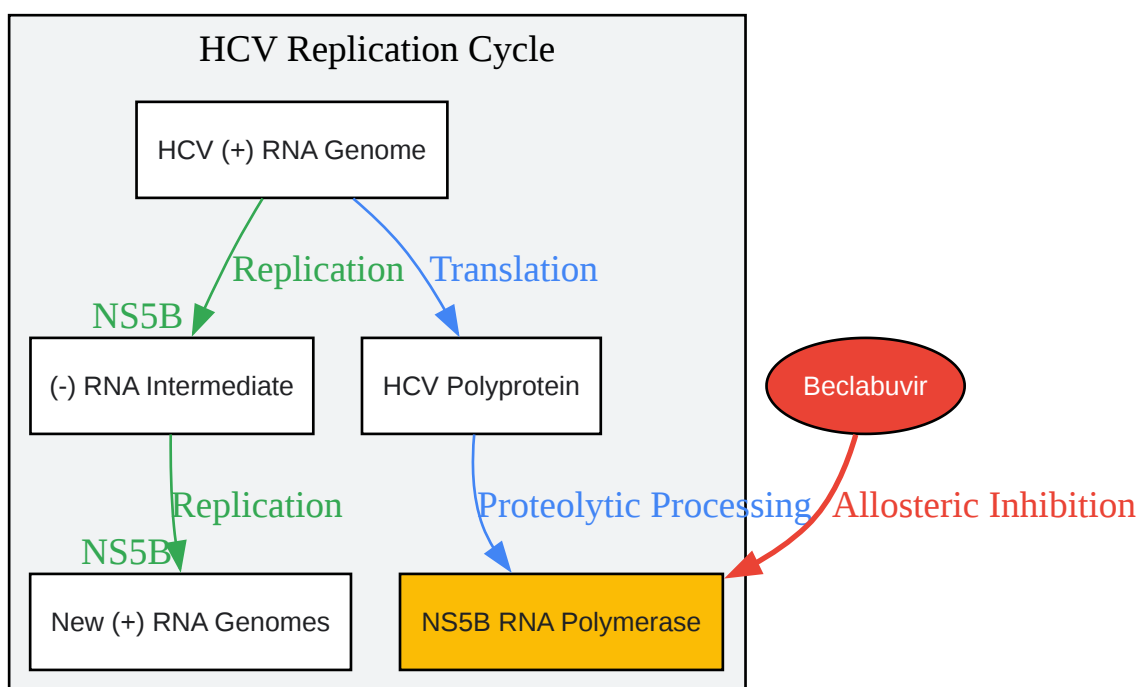 HCV Replication Cycle
HCV (+) RNA Genome
Replication
Translation
NS5B
(-) RNA Intermediate
HCV Polyprotein
Beclabuvir
Replication
Proteolytic Processing
Allosteric Inhibition
NS5B
New (+) RNA Genomes
NS5B RNA Polymerase